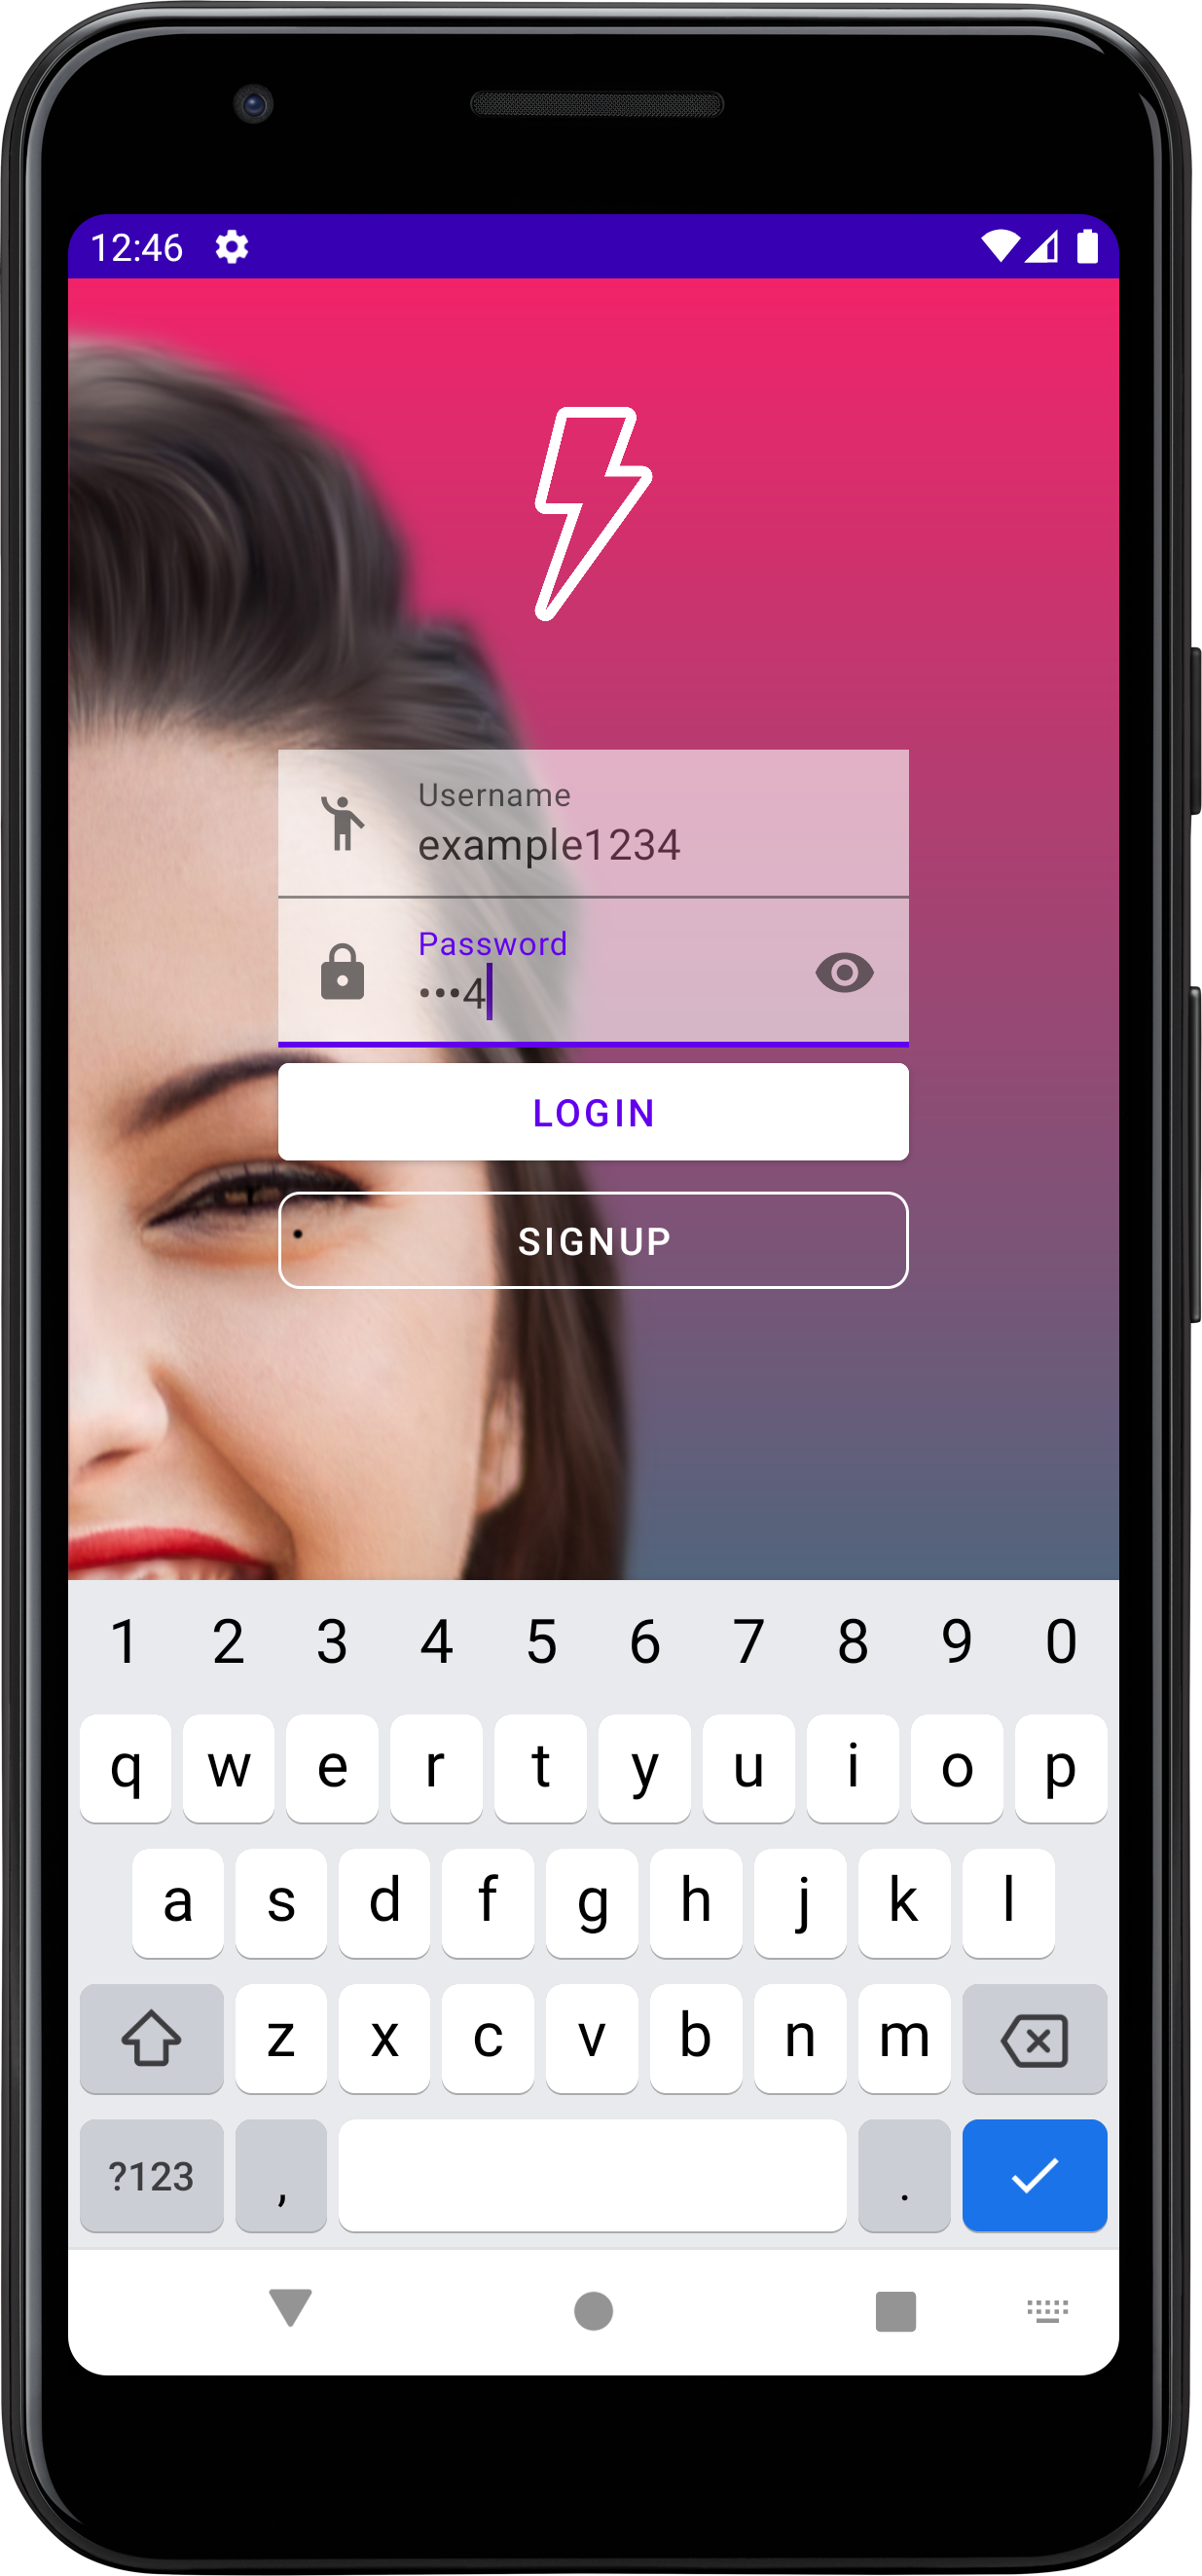 12:46
Username
example1234
Password
•••4
LOGIN
SIGNUP
1 2 3 4 5 6 7 8 9 0
q w e r t y u i o p
a s d f g h j k l
z x c v b n m
?123 , .